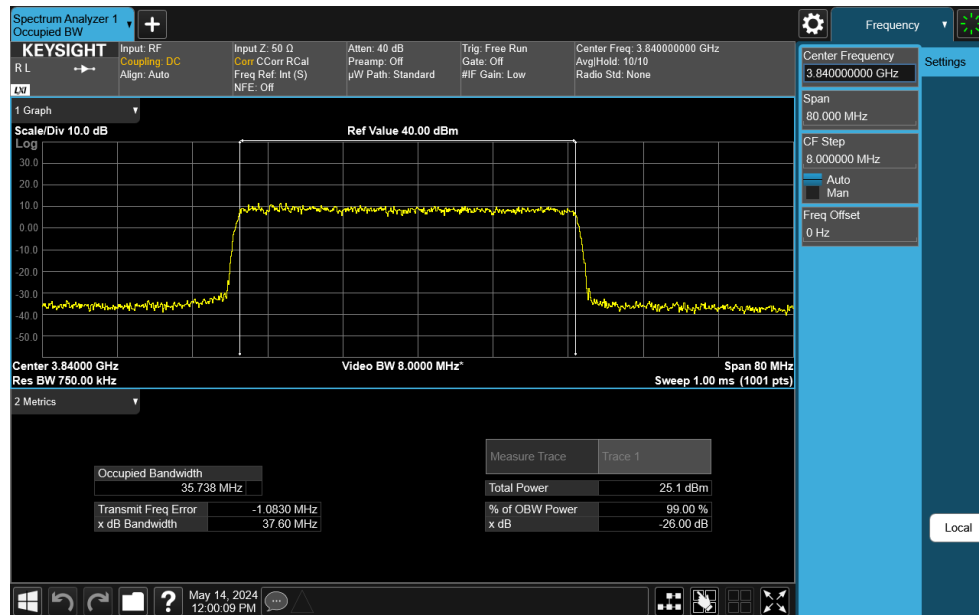 Spectrum Analyzer 1
Occupied BW
Frequency
KEYSIGHT
R L
LXI
Input: RF
Coupling: DC
Align: Auto
Input Z: 50 Ω
Corr CCorr RCal
Freq Ref: Int (S)
NFE: Off
Atten: 40 dB
Preamp: Off
µW Path: Standard
Trig: Free Run
Gate: Off
#IF Gain: Low
Center Freq: 3.840000000 GHz
Avg|Hold: 10/10
Radio Std: None
Center Frequency
3.840000000 GHz
Settings
Span
80.000 MHz
CF Step
8.000000 MHz
Auto
Man
Freq Offset
0 Hz
1 Graph
Scale/Div 10.0 dB
Ref Value 40.00 dBm
Log
30.0
20.0
10.0
0.00
-10.0
-20.0
-30.0
-40.0
-50.0
Center 3.84000 GHz
Video BW 8.0000 MHz*
Span 80 MHz
Res BW 750.00 kHz
Sweep 1.00 ms (1001 pts)
2 Metrics
Measure Trace
Trace 1
Occupied Bandwidth
35.738 MHz
Total Power
25.1 dBm
Transmit Freq Error
-1.0830 MHz
% of OBW Power
99.00 %
x dB Bandwidth
37.60 MHz
x dB
-26.00 dB
Local
?
May 14, 2024
12:00:09 PM